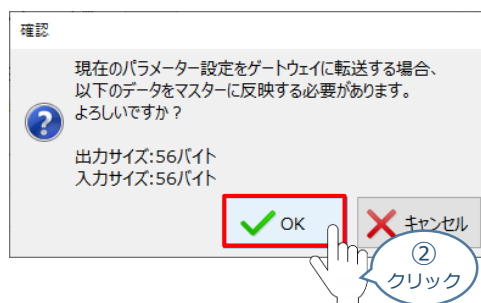 確認
現在のパラメーター設定をゲートウェイに転送する場合、
以下のデータをマスターに反映する必要があります。
よろしいですか？
出力サイズ:56バイト
入力サイズ:56バイト
OK
キャンセル
②
クリック